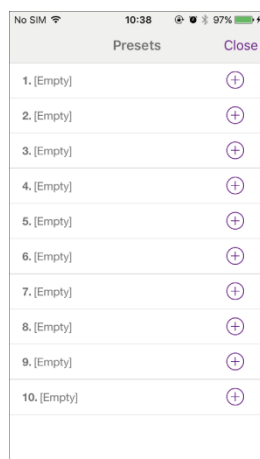 No SIM 10:38 97%
Presets Close
1. [Empty]
2. [Empty]
3. [Empty]
4. [Empty]
5. [Empty]
6. [Empty]
7. [Empty]
8. [Empty]
9. [Empty]
10. [Empty]